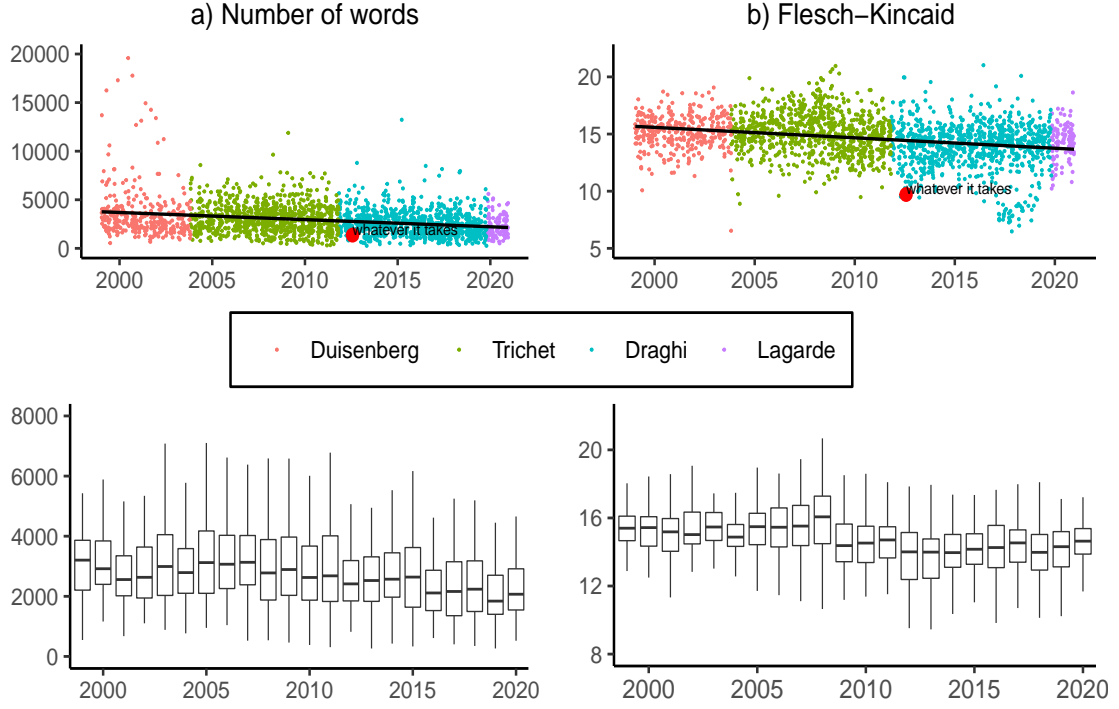 a) Number of words
b) Flesch−Kincaid
20000
15000
10000
5000
0
whatever it takes
2000 2005 2010 2015 2020
20
15
10
5
whatever it takes
2000 2005 2010 2015 2020
Duisenberg Trichet Draghi Lagarde
8000
6000
4000
2000
0
2000 2005 2010 2015 2020
20
16
12
8
2000 2005 2010 2015 2020